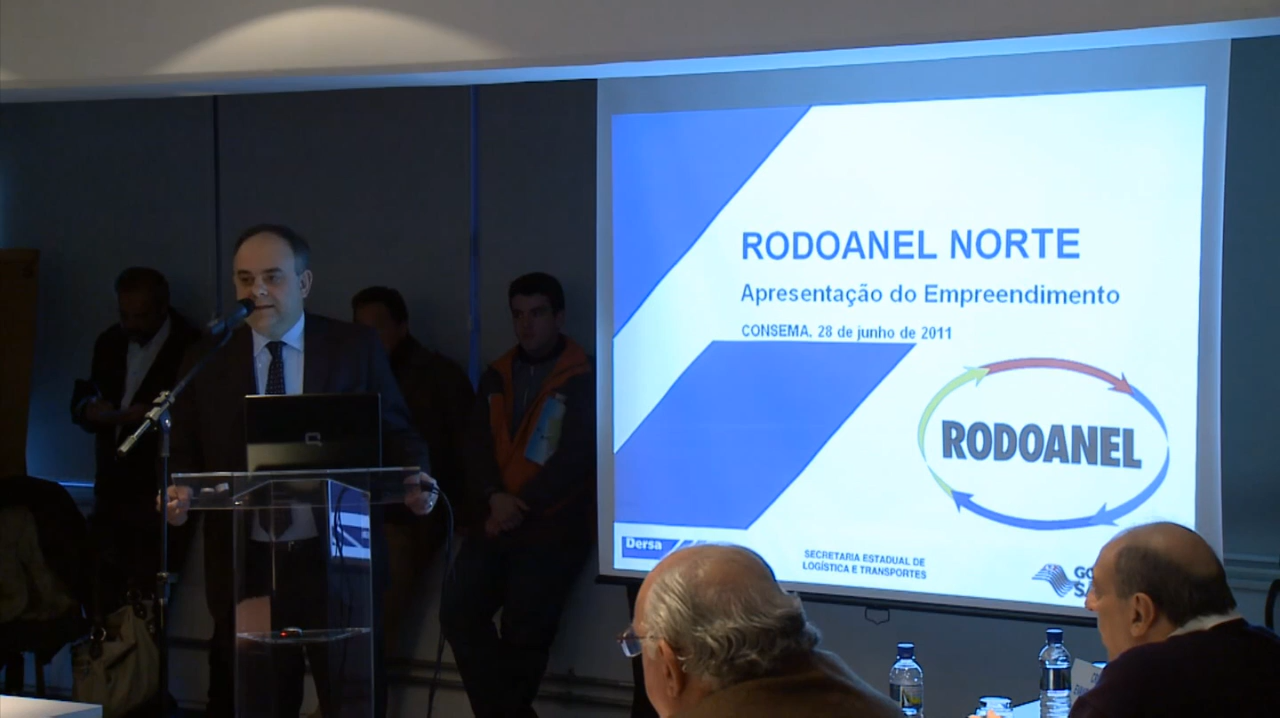 RODOANEL NORTE
Apresentação do Empreendimento
CONSEMA, 28 de junho de 2011
RODOANEL
Dersa
SECRETARIA ESTADUAL DE
LOGÍSTICA E TRANSPORTES